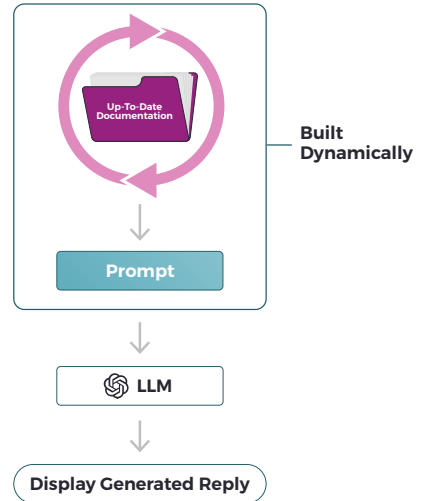 Up-To-Date
Documentation
Built
Dynamically
Prompt
LLM
Display Generated Reply